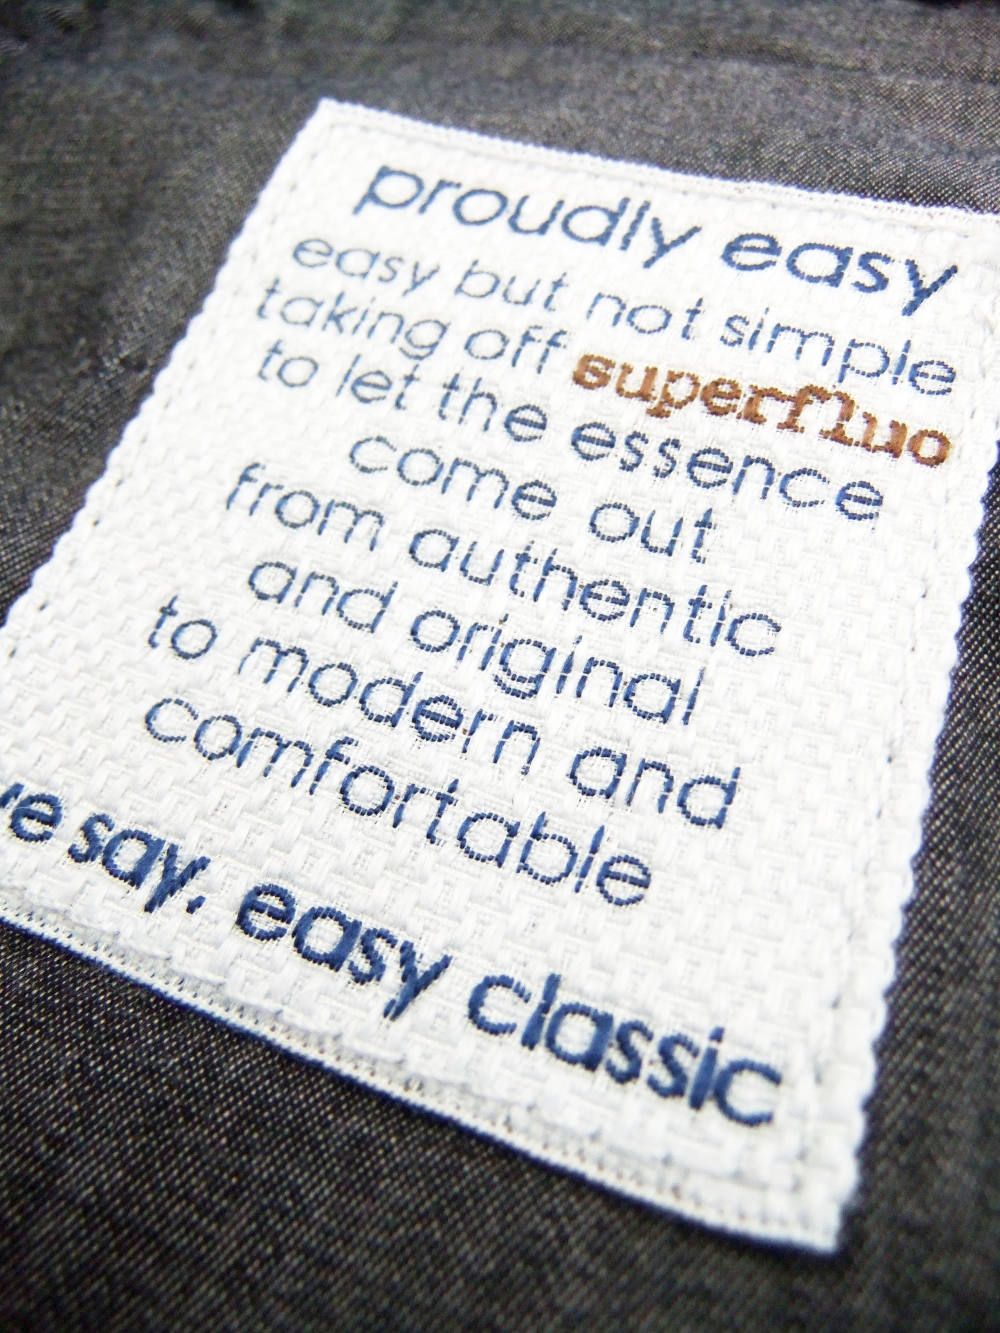 proudly easy
easy but not simple
taking off superfluo
to let the essence
come out
from authentic
and original
to modern and
comfortable
say, easy classic